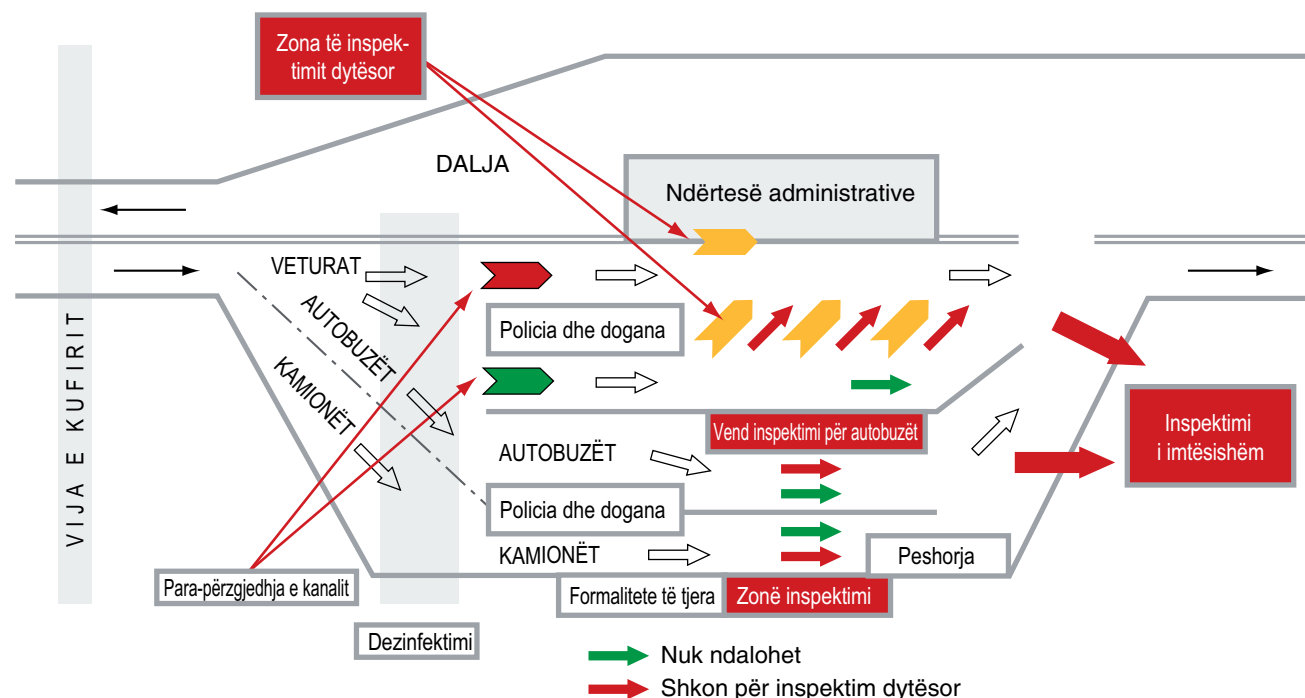 Zona të inspek-
timit dytësor
DALJA
Ndërtesë administrative
VETURAT
AUTOBUZËT
KAMIONËT
VIJA E KUFIRIT
Policia dhe dogana
Vend inspektimi për autobuzët
Inspektimi
i imtësishëm
AUTOBUZËT
Policia dhe dogana
KAMIONËT
Peshorja
Para-përzgjedhja e kanalit
Formalitete të tjera
Zonë inspektimi
Dezinfektimi
Nuk ndalohet
Shkon për inspektim dytësor